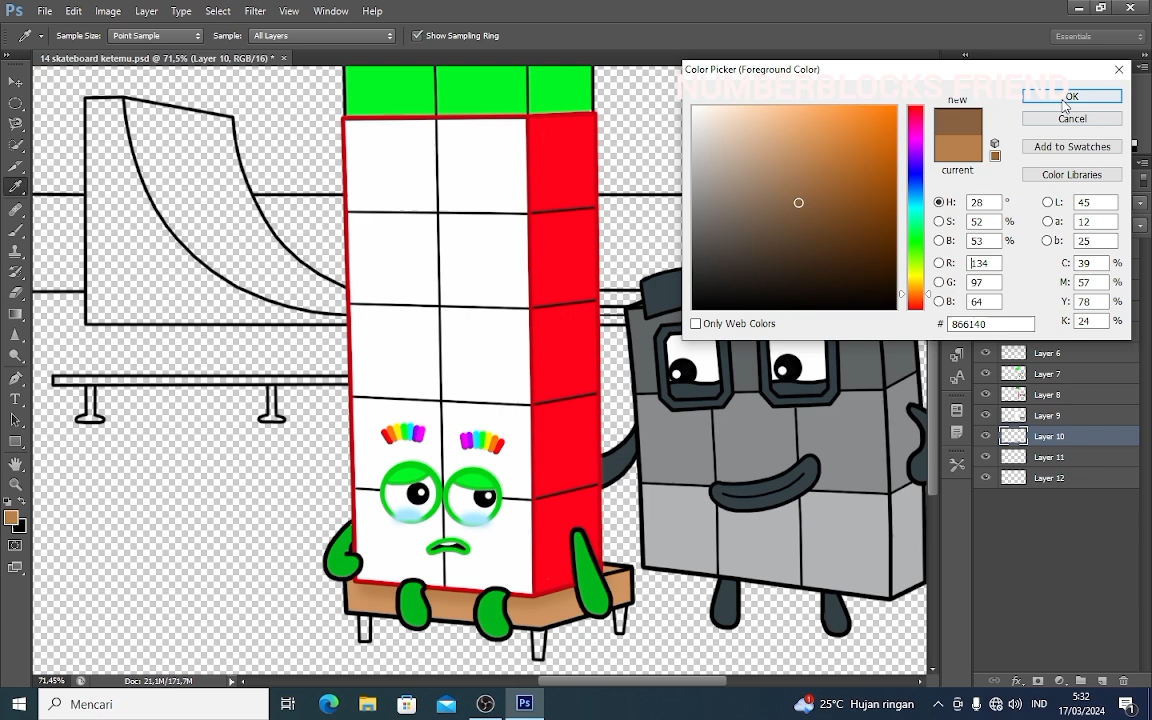 Ps File Edit Image Layer Type Select Filter View Window Help
Sample Size: Point Sample Sample: All Layers Show Sampling Ring Essentials
14 skateboard ketemu.psd @ 71,5% (Layer 10, RGB/16) * ×
Color Picker (Foreground Color)
NUMBERBLOCKS FRIEND
new
OK
Cancel
Add to Swatches
current
Color Libraries
H: 28 ° L: 45
S: 52 % a: 12
B: 53 % b: 25
R: 134 C: 39 %
G: 97 M: 57 %
B: 64 Y: 78 %
K: 24 %
Only Web Colors # 866140
Layer 6
Layer 7
Layer 8
Layer 9
Layer 10
Layer 11
Layer 12
71,45% Doc: 21,1M/171,7M
Mencari
25°C Hujan ringan
IND
5:32
17/03/2024